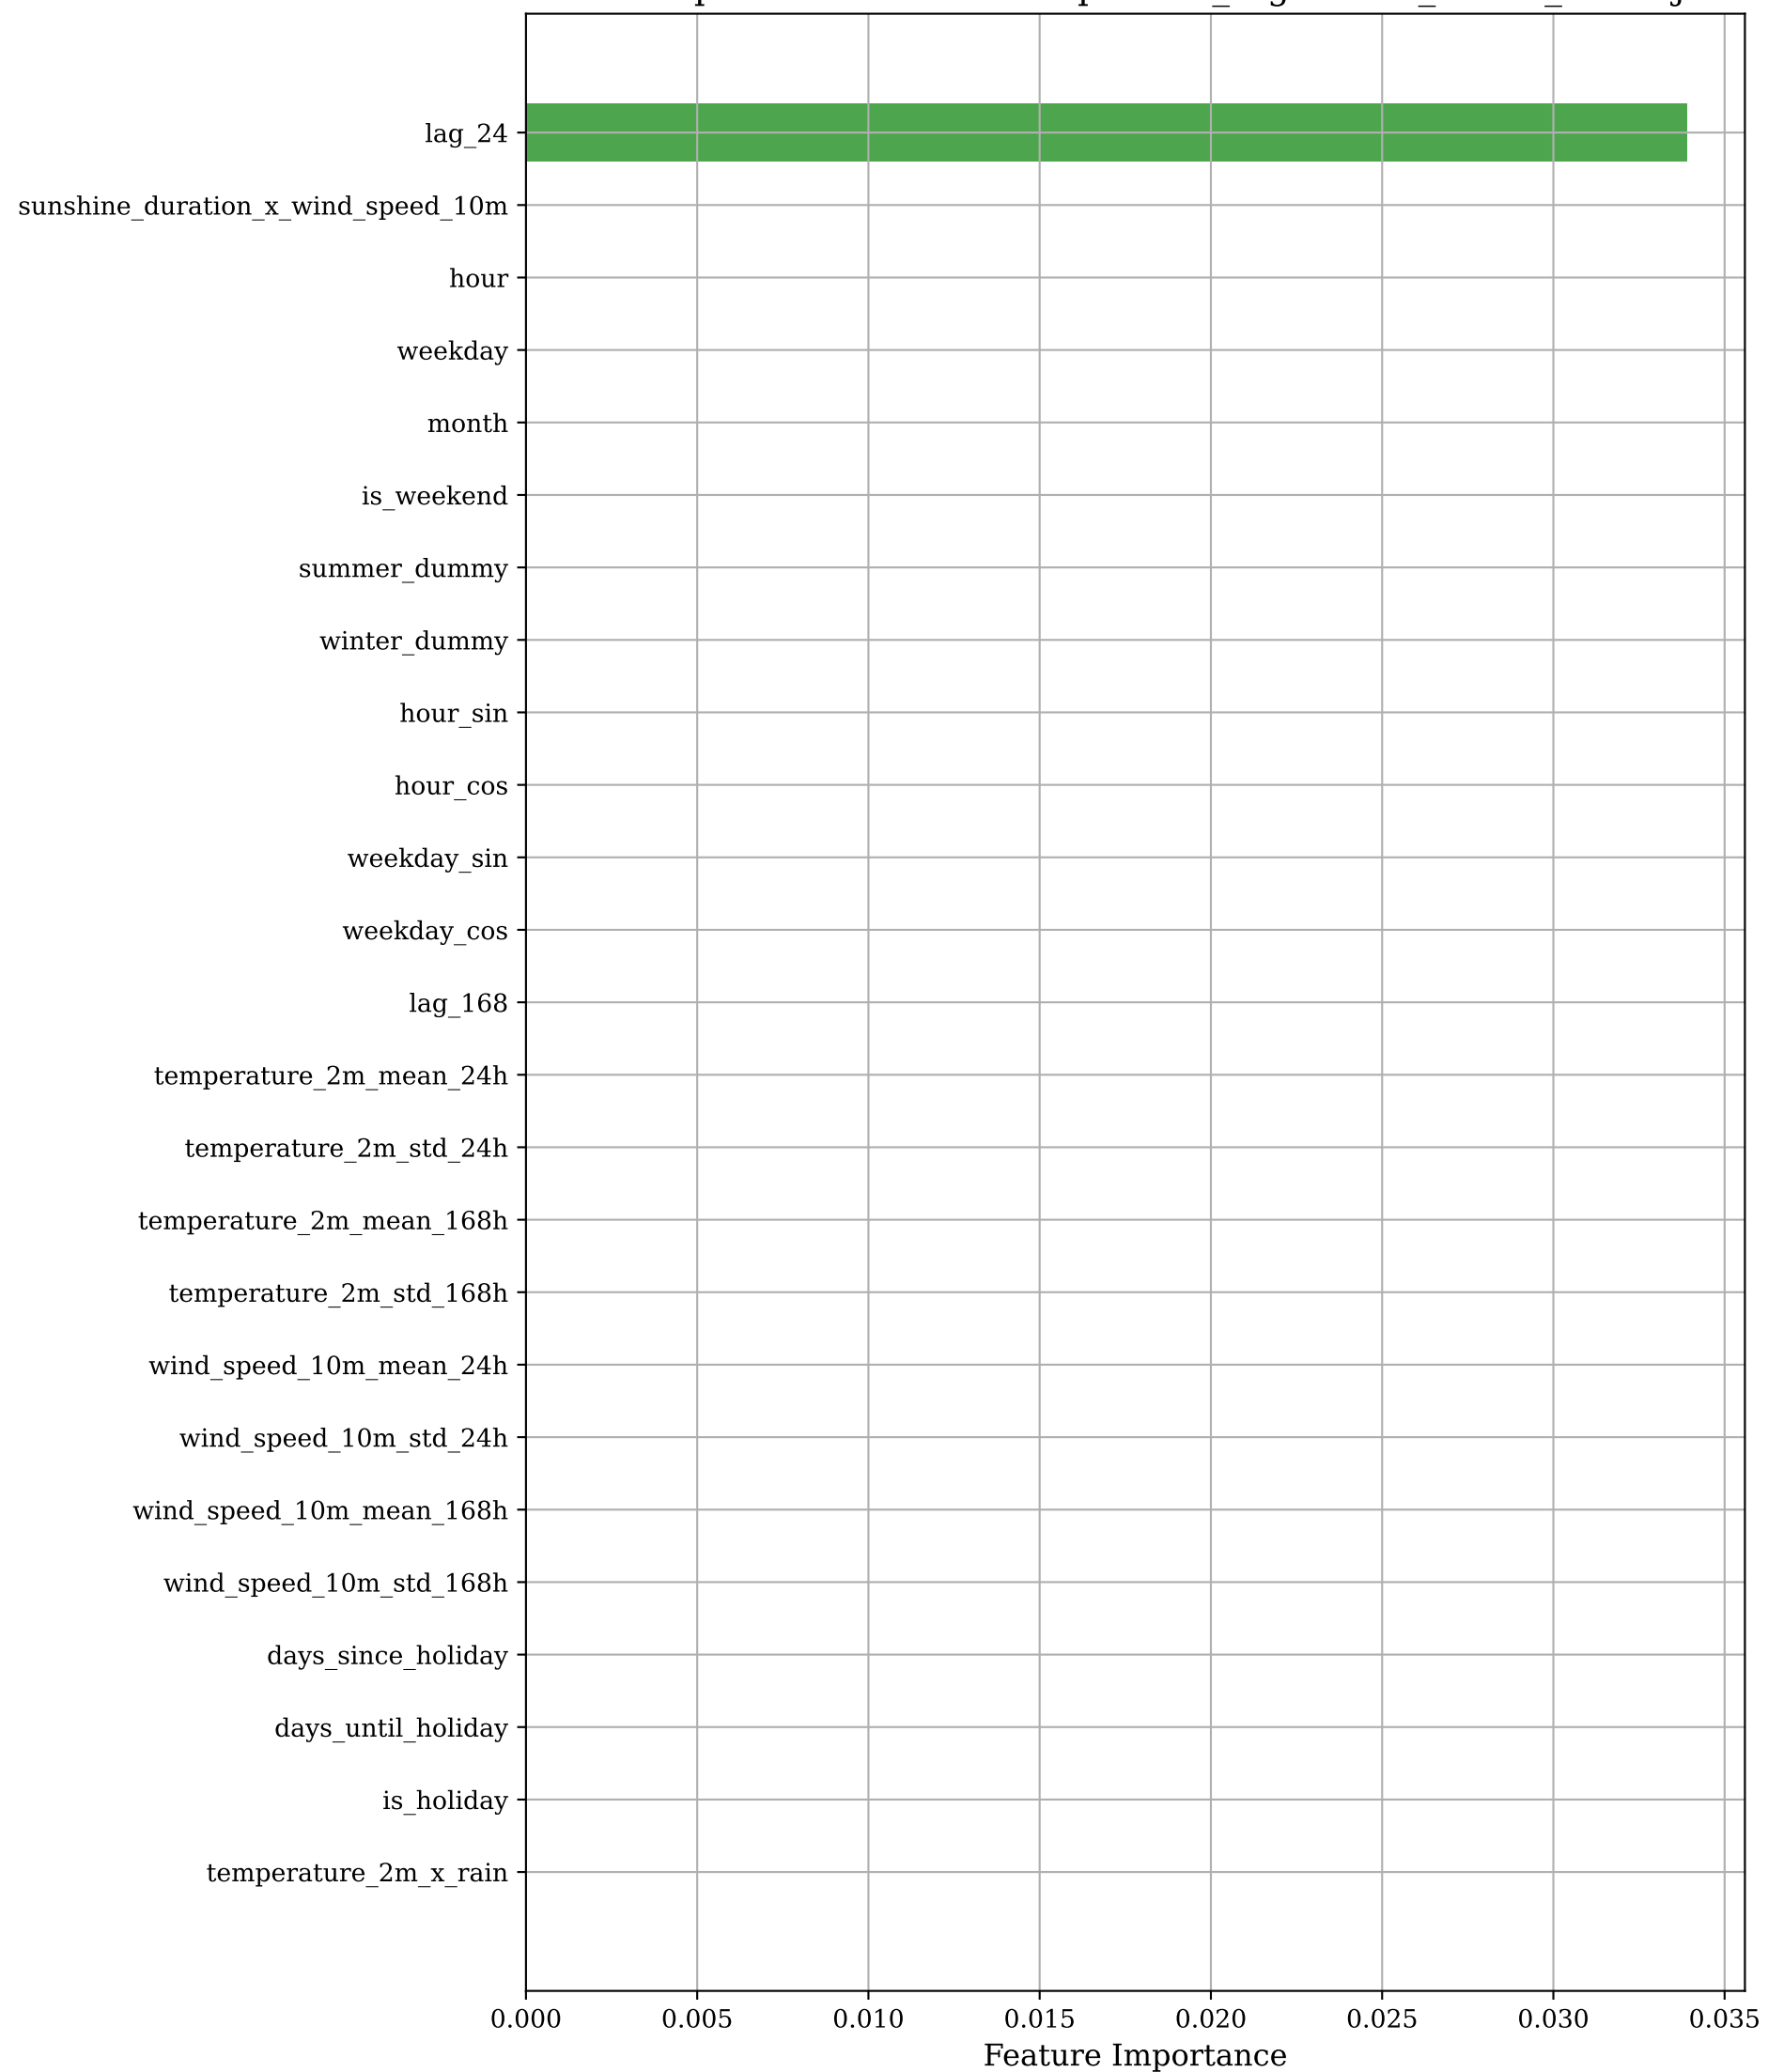 lag_24
sunshine_duration_x_wind_speed_10m
hour
weekday
month
is_weekend
summer_dummy
winter_dummy
hour_sin
hour_cos
weekday_sin
weekday_cos
lag_168
temperature_2m_mean_24h
temperature_2m_std_24h
temperature_2m_mean_168h
temperature_2m_std_168h
wind_speed_10m_mean_24h
wind_speed_10m_std_24h
wind_speed_10m_mean_168h
wind_speed_10m_std_168h
days_since_holiday
days_until_holiday
is_holiday
temperature_2m_x_rain
0.000 0.005 0.010 0.015 0.020 0.025 0.030 0.035
Feature Importance